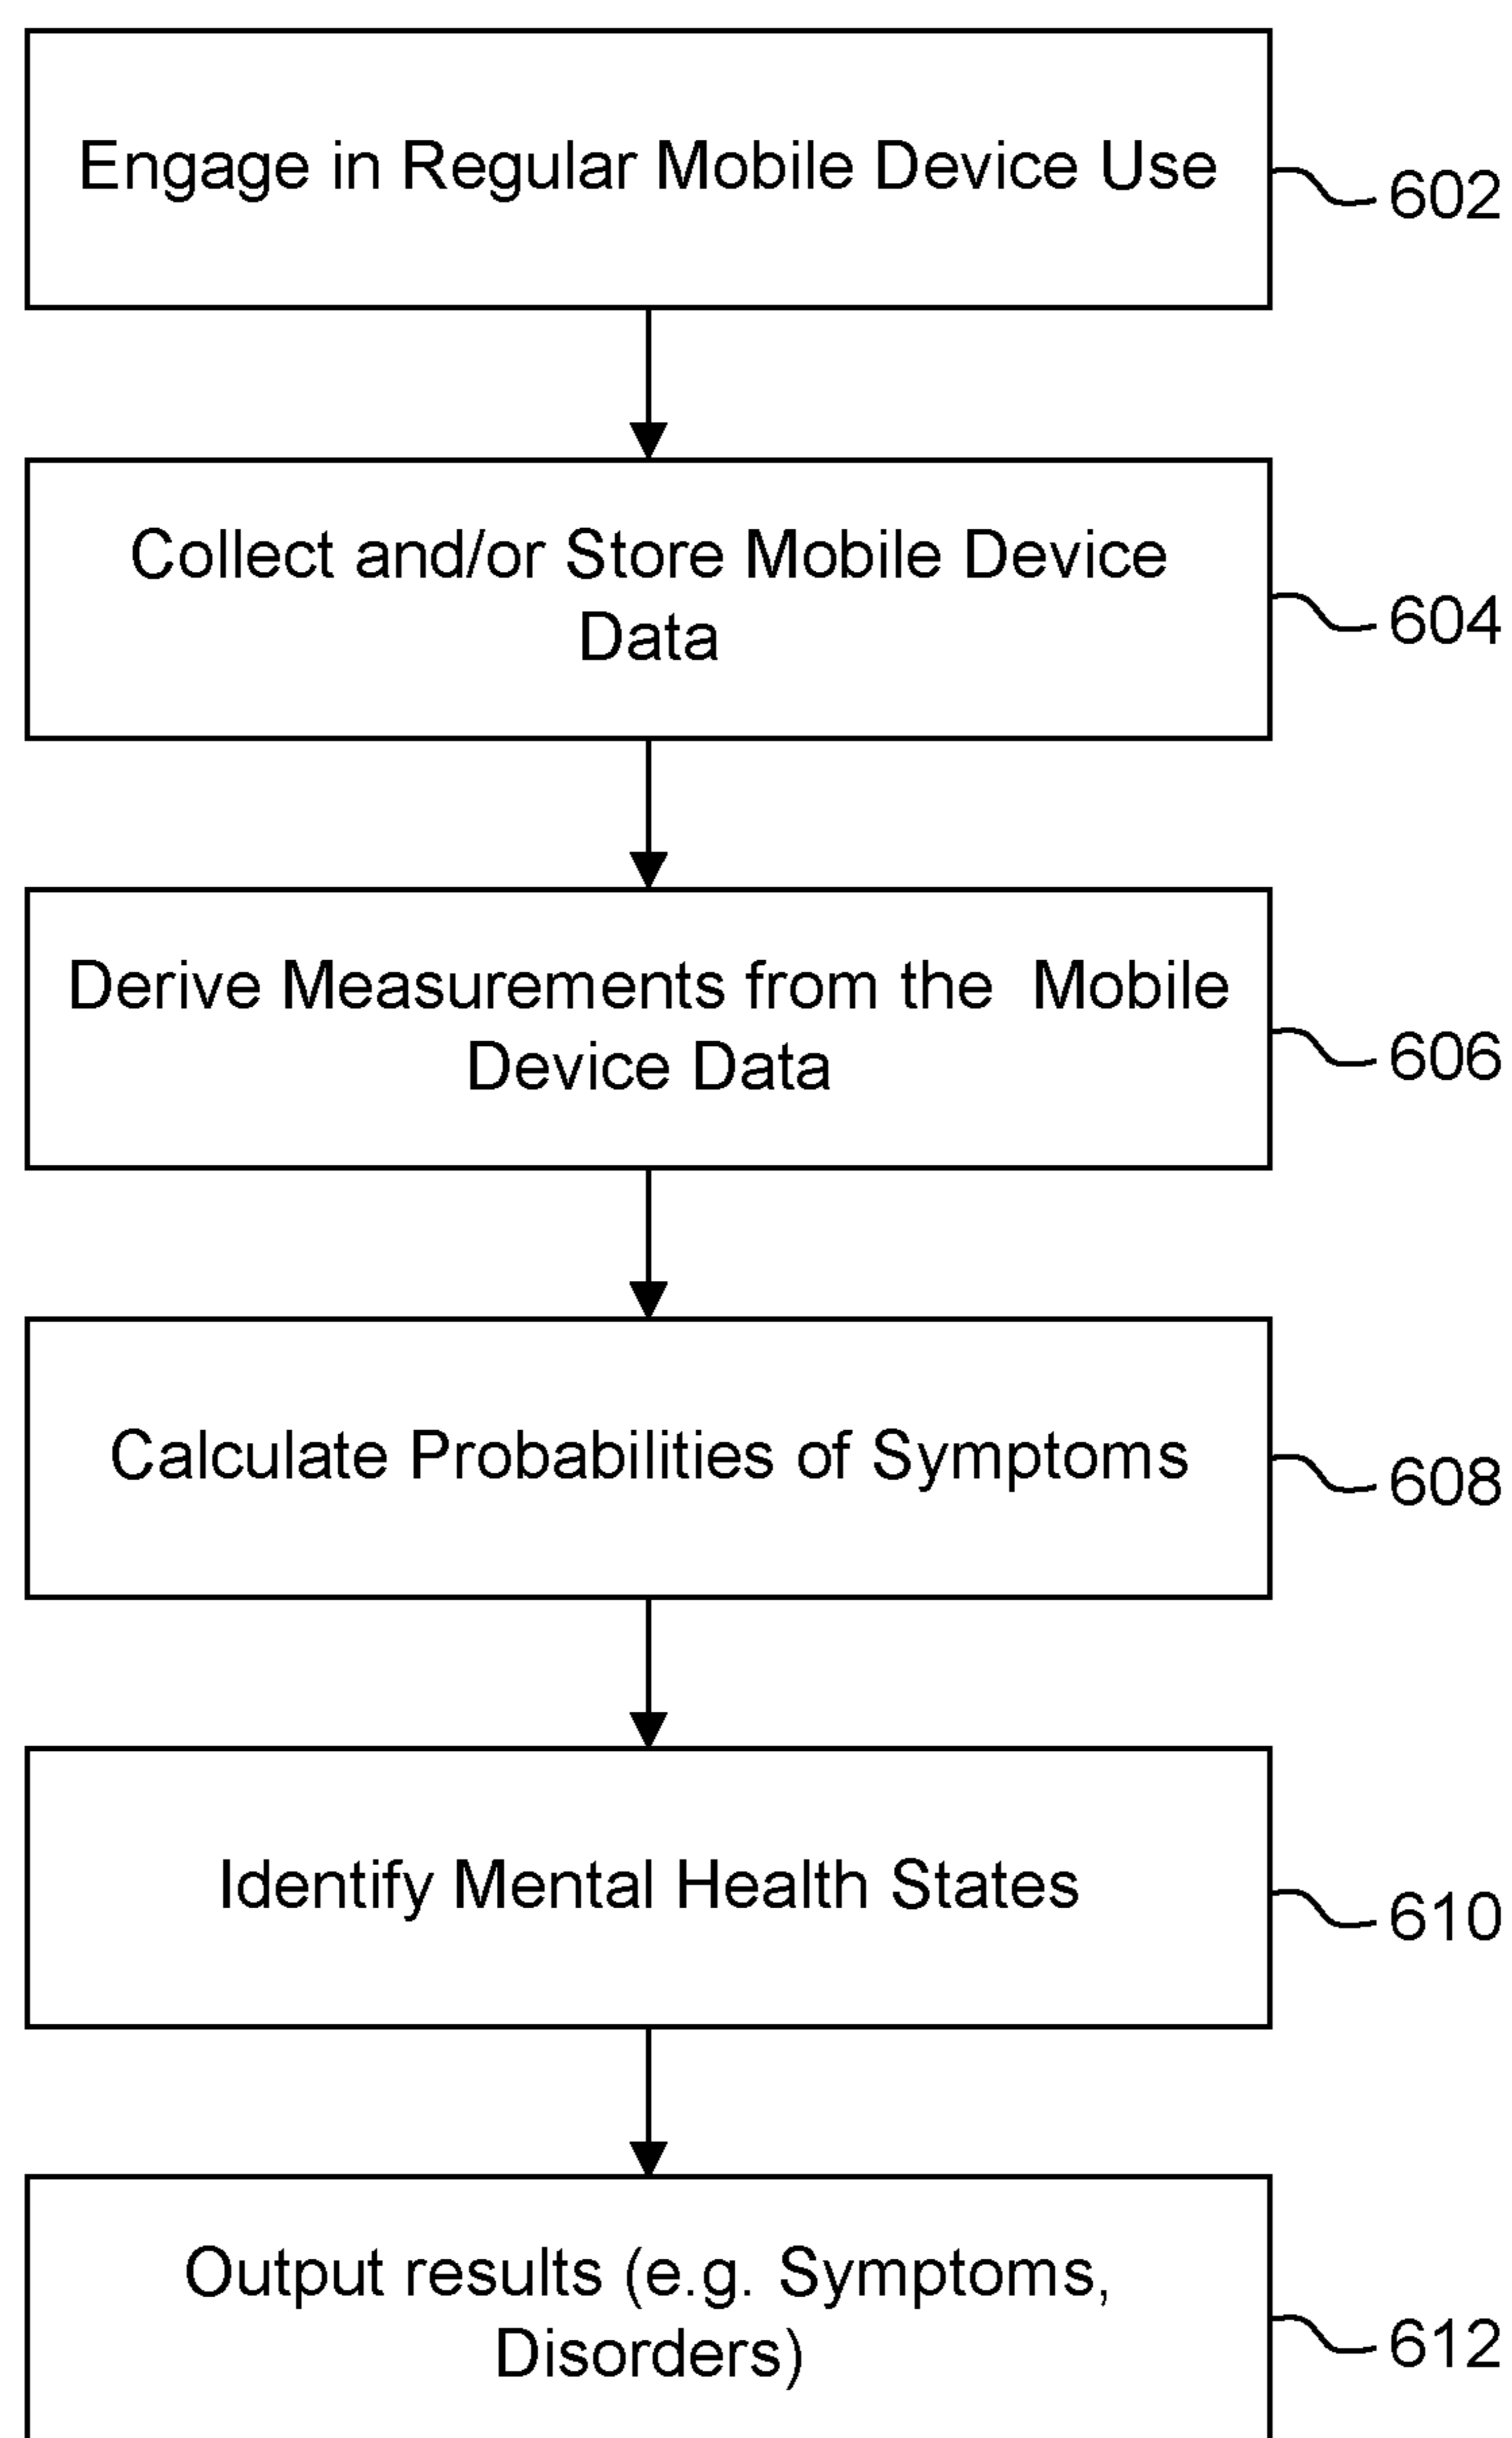 Engage in Regular Mobile Device Use
602
Collect and/or Store Mobile Device
Data
604
Derive Measurements from the Mobile
Device Data
606
Calculate Probabilities of Symptoms
608
Identify Mental Health States
610
Output results (e.g. Symptoms,
Disorders)
612